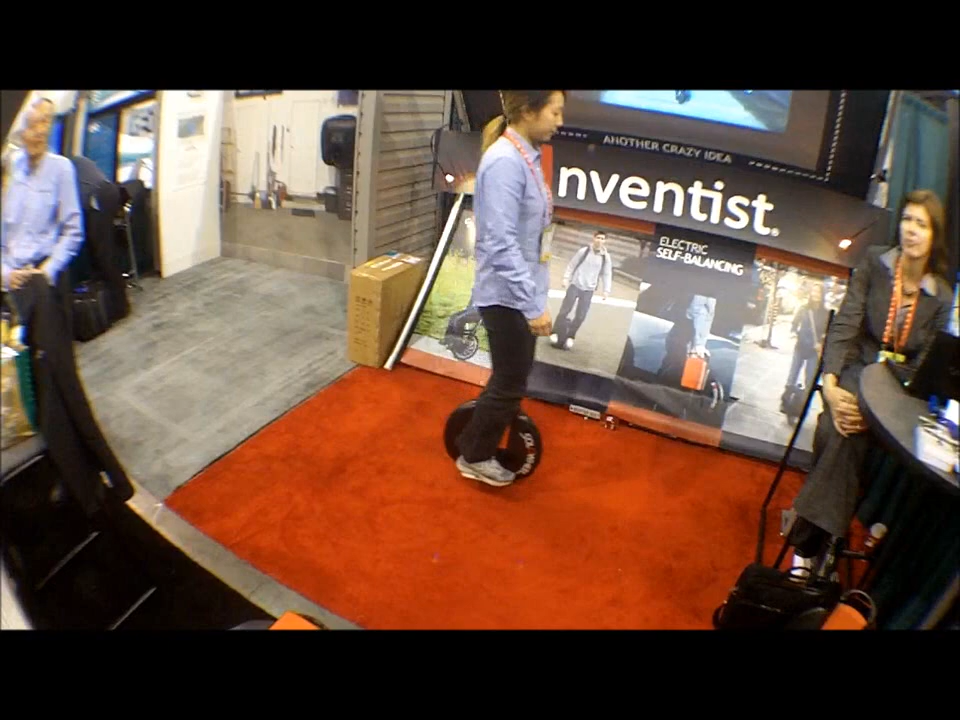 ANOTHER CRAZY IDEA
nventist.
ELECTRIC
SELF-BALANCING